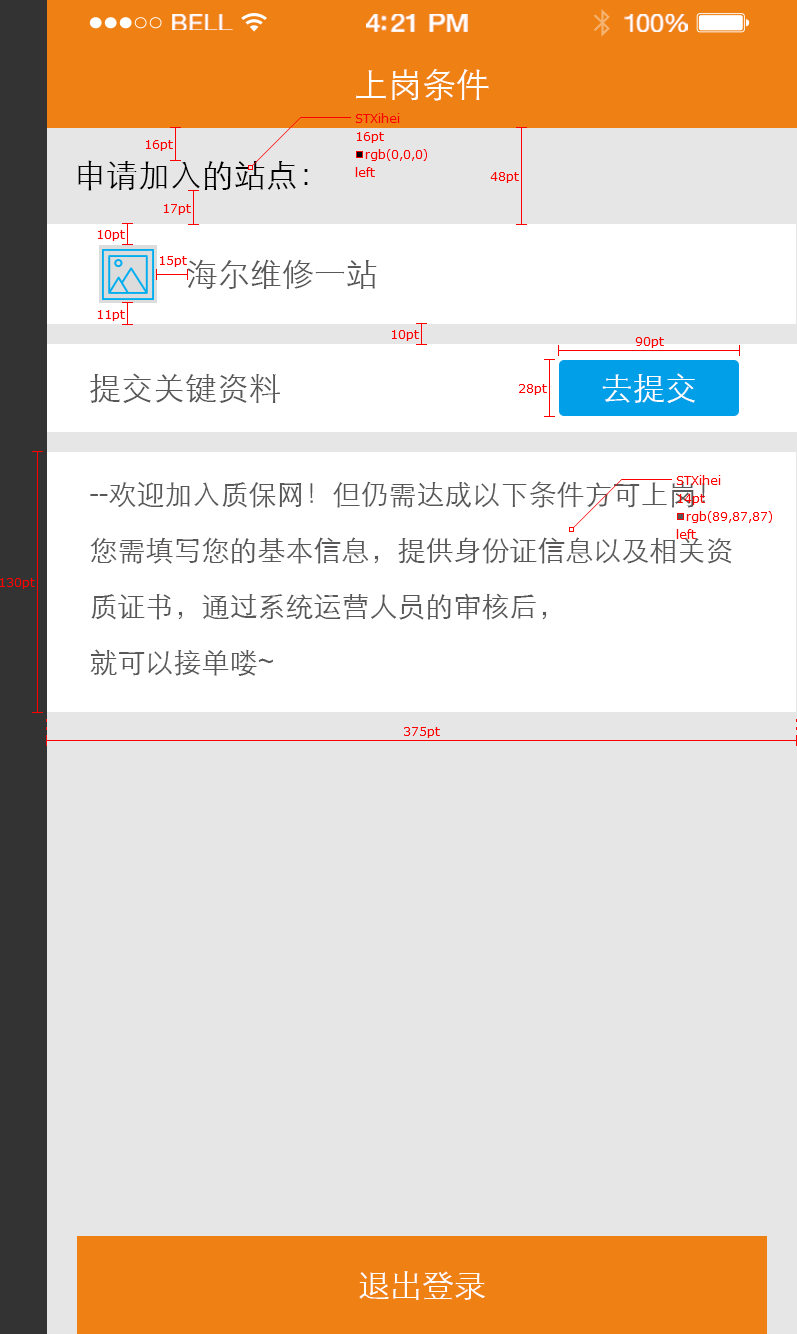 BELL 4:21 PM 100%
上岗条件
STXihei
16pt
16pt
rgb(0,0,0)
left
申请加入的站点：
48pt
17pt
10pt
15pt
海尔维修一站
11pt
10pt
90pt
提交关键资料
28pt
去提交
STXihei
--欢迎加入质保网！但仍需达成以下条件方可上岗！
14pt
rgb(89,87,87)
left
您需填写您的基本信息，提供身份证信息以及相关资
130pt
质证书，通过系统运营人员的审核后，
就可以接单喽~
375pt
退出登录